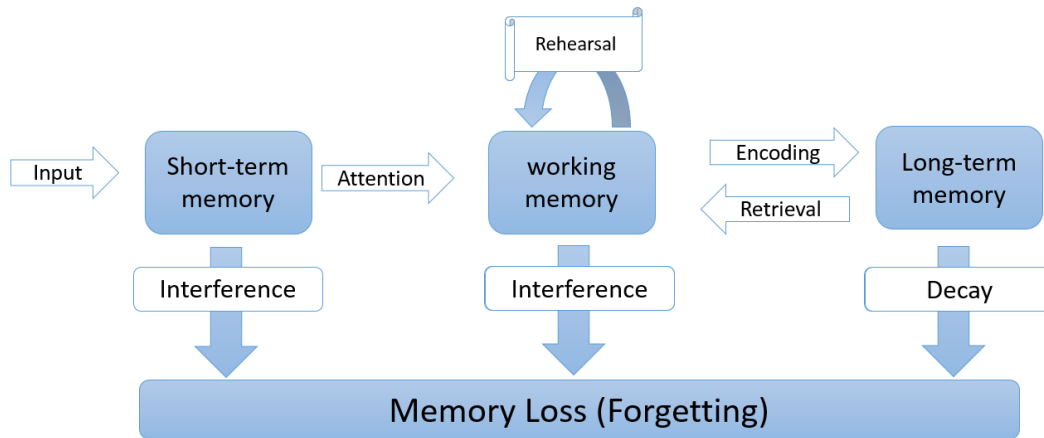 Rehearsal
Input
Short-term
memory
Attention
working
memory
Encoding
Retrieval
Long-term
memory
Interference
Interference
Decay
Memory Loss (Forgetting)